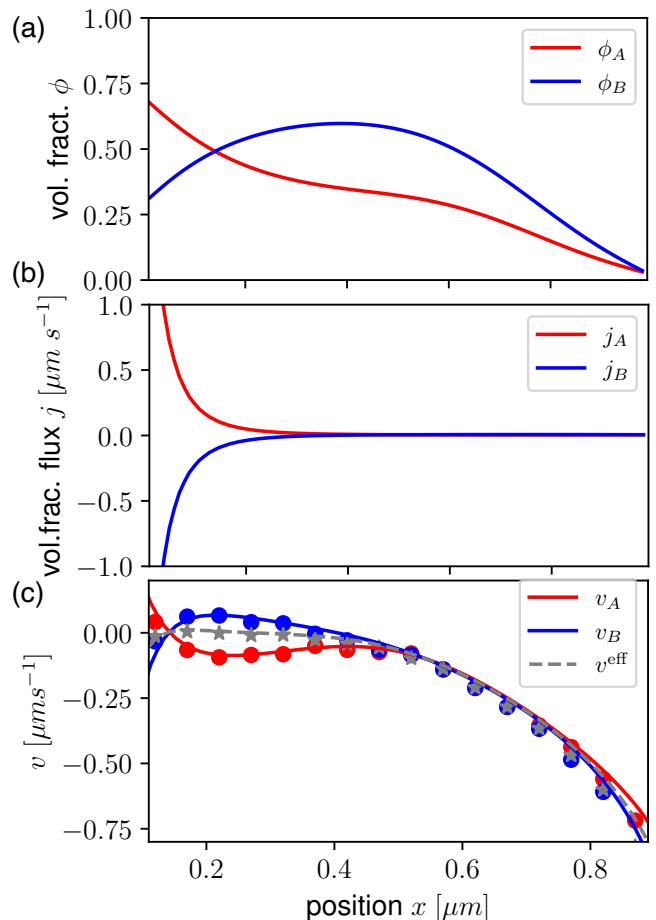 (a)
1.00
0.75
0.50
0.25
0.00
vol. fract. ϕ
ϕ_A
ϕ_B
(b)
1.0
0.5
0.0
−0.5
−1.0
vol.frac. flux j [μm s⁻¹]
j_A
j_B
(c)
0.00
−0.25
−0.50
−0.75
v [μms⁻¹]
v_A
v_B
v^eff
0.2 0.4 0.6 0.8
position x [μm]